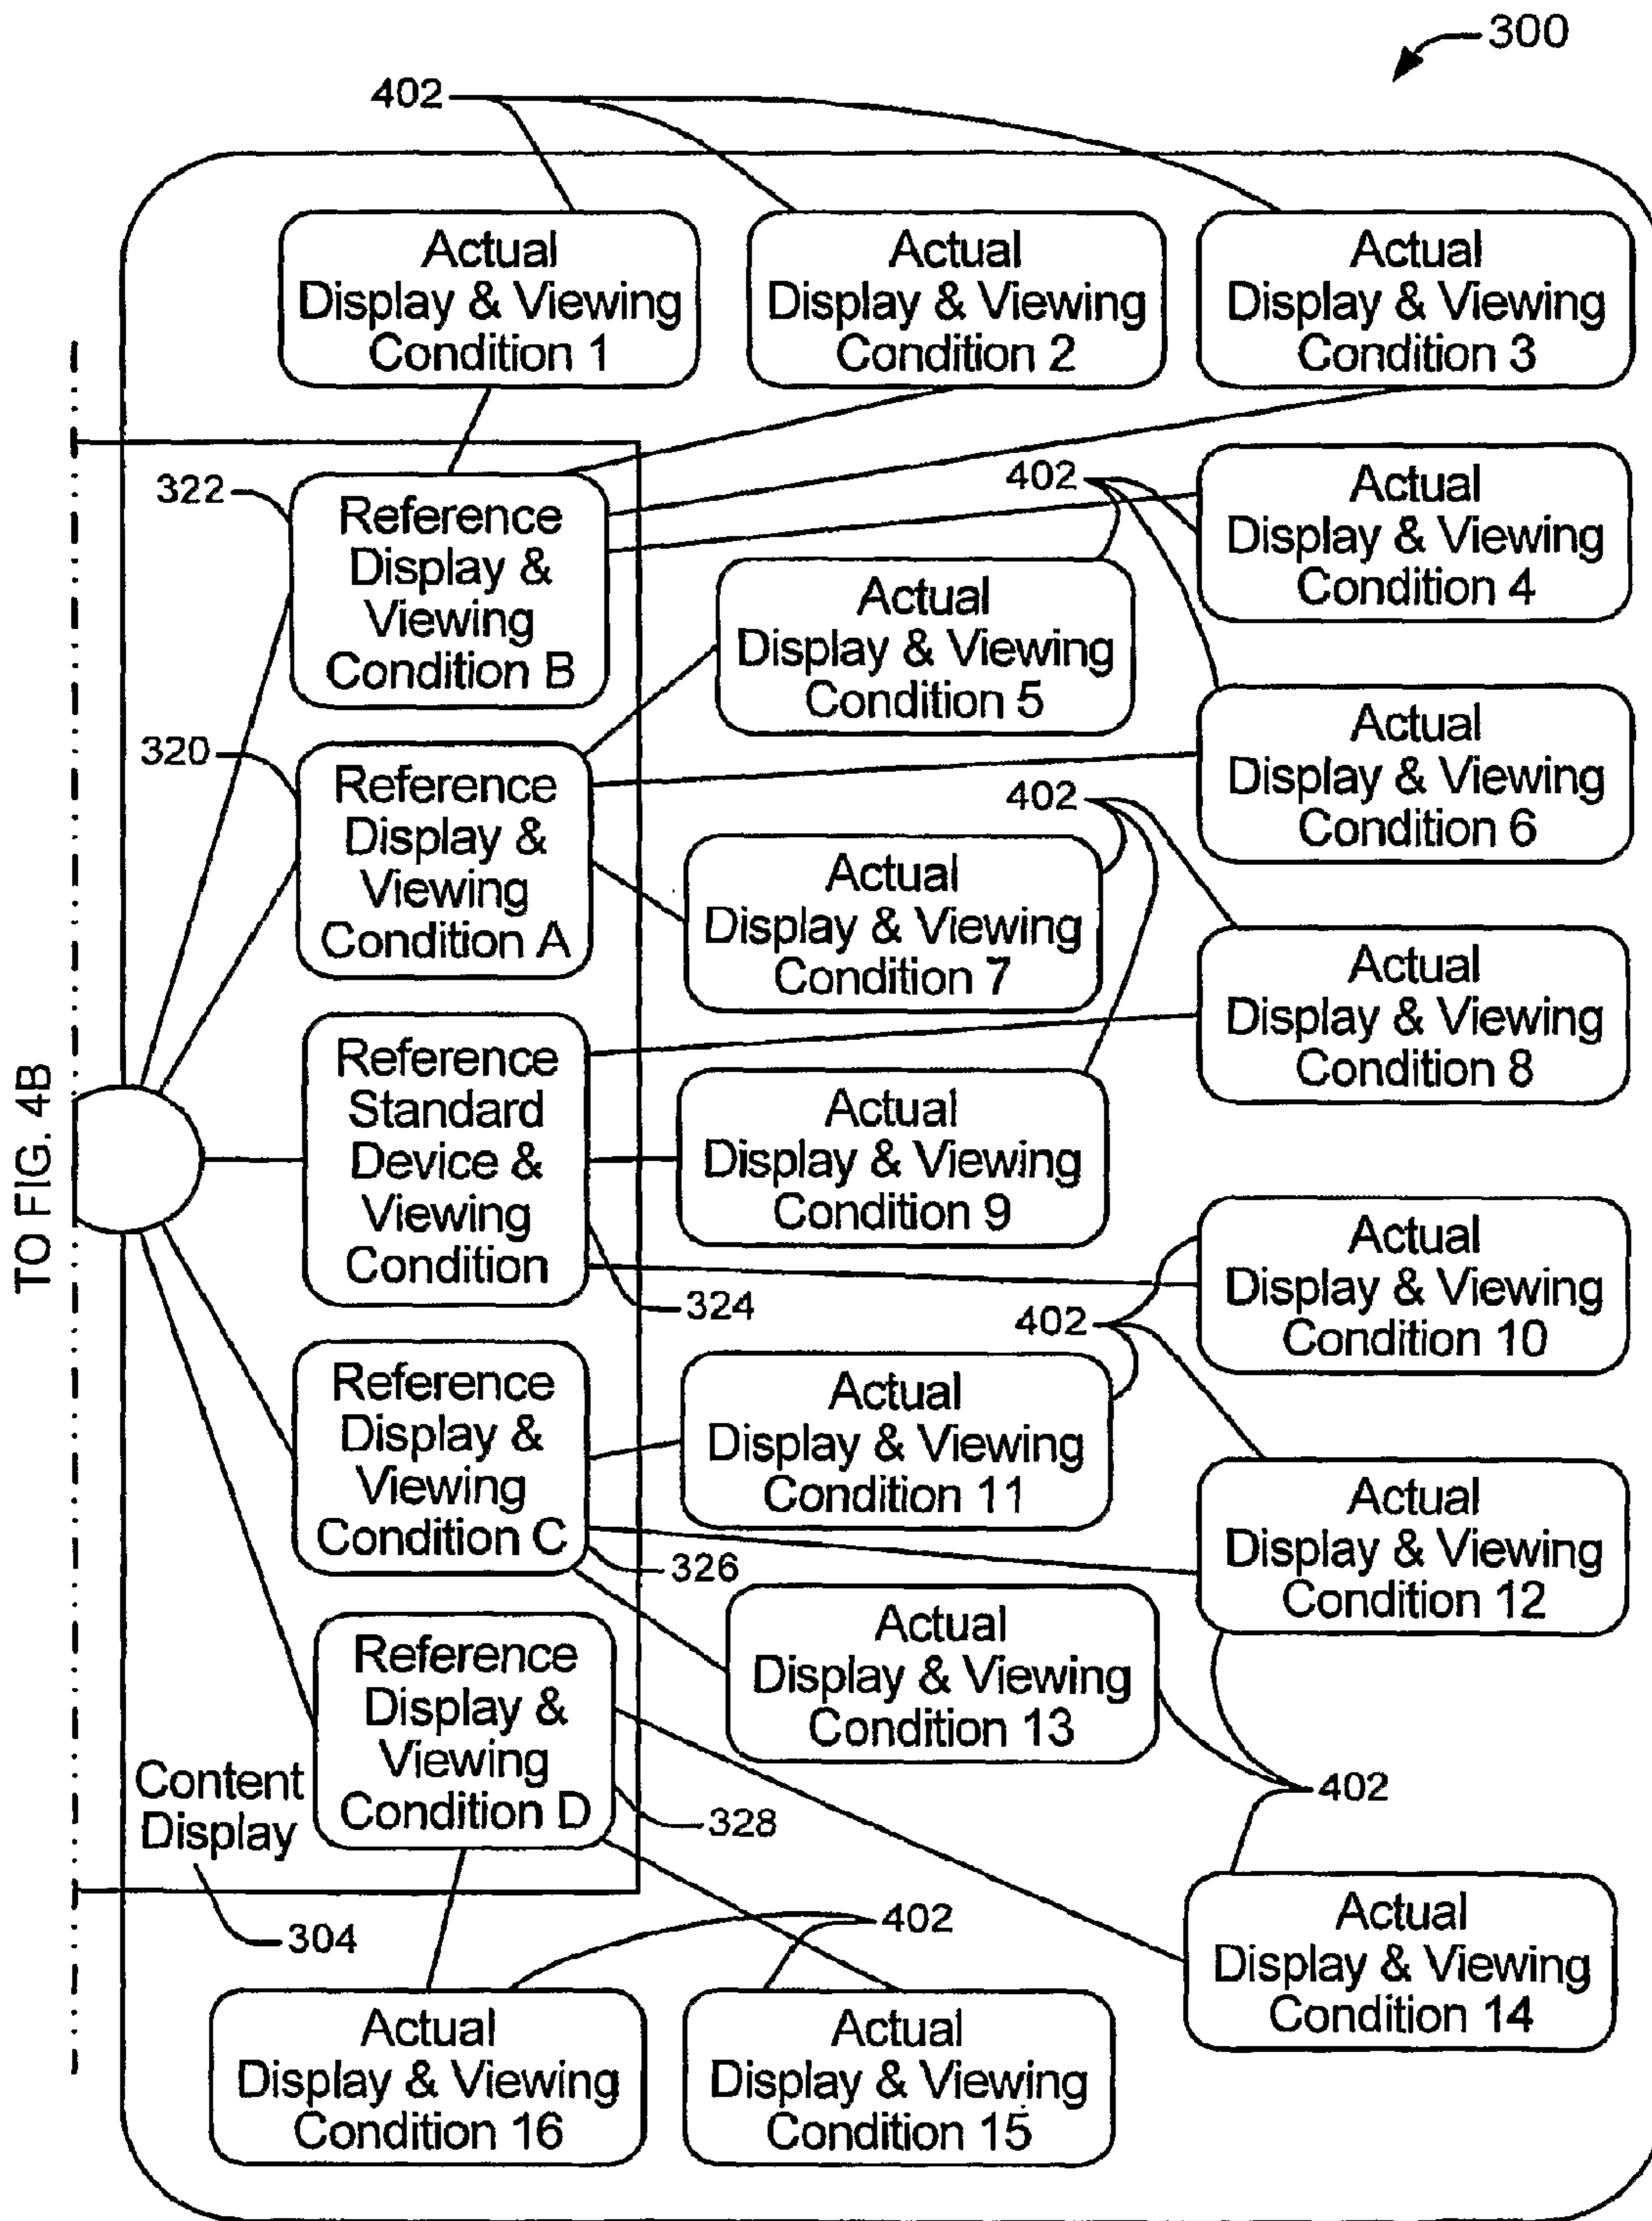 300
402
Actual
Display & Viewing
Condition 1
Actual
Display & Viewing
Condition 2
Actual
Display & Viewing
Condition 3
322
Reference
Display &
Viewing
Condition B
402
Actual
Display & Viewing
Condition 4
Actual
Display & Viewing
Condition 5
320
Reference
Display &
Viewing
Condition A
Actual
Display & Viewing
Condition 6
402
Actual
Display & Viewing
Condition 7
Actual
Display & Viewing
Condition 8
TO FIG. 4B
Reference
Standard
Device &
Viewing
Condition
324
Actual
Display & Viewing
Condition 9
Actual
Display & Viewing
Condition 10
402
Reference
Display &
Viewing
Condition C
326
Actual
Display & Viewing
Condition 11
Actual
Display & Viewing
Condition 12
Actual
Display & Viewing
Condition 13
Reference
Display &
Viewing
Condition D
328
402
Content
Display
304
402
Actual
Display & Viewing
Condition 14
Actual
Display & Viewing
Condition 16
Actual
Display & Viewing
Condition 15